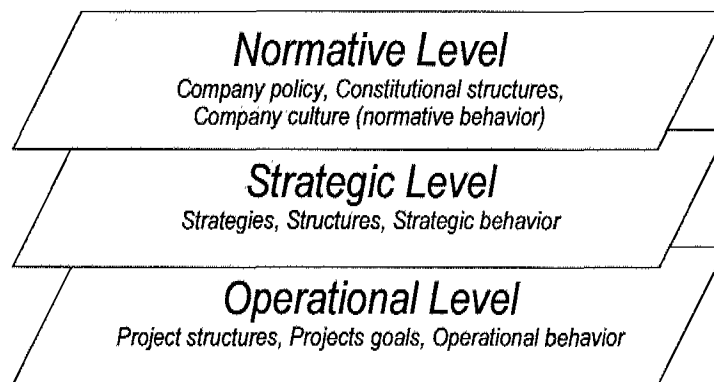 Normative Level
Company policy, Constitutional structures,
Company culture (normative behavior)
Strategic Level
Strategies, Structures, Strategic behavior
Operational Level
Project structures, Projects goals, Operational behavior